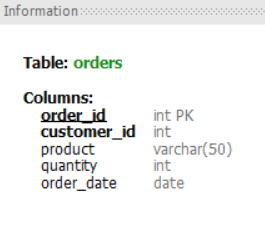 Information
Table: orders
Columns:
order_id int PK
customer_id int
product varchar(50)
quantity int
order_date date